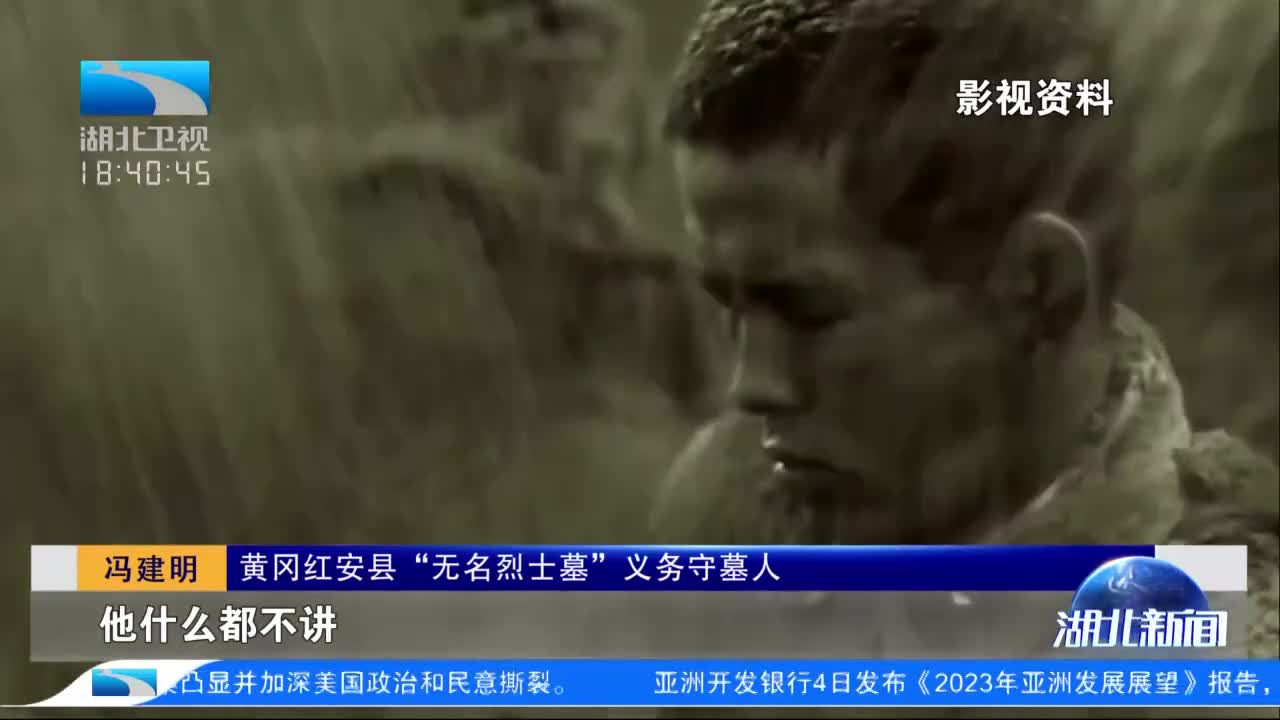 影视资料
湖北卫视
18:40:45
冯建明 黄冈红安县“无名烈士墓”义务守墓人
他什么都不讲
湖北新闻
凸显并加深美国政治和民意撕裂。 亚洲开发银行4日发布《2023年亚洲发展展望》报告，